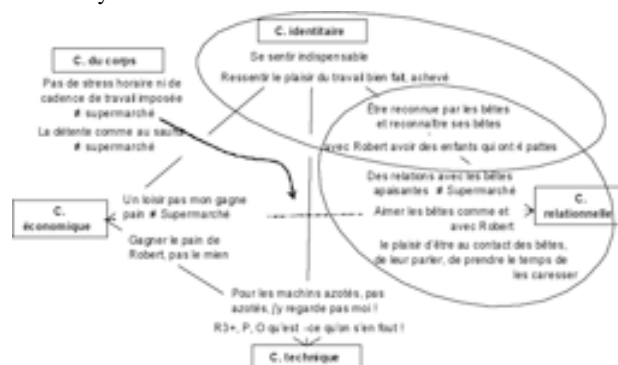 C. identitaire
Se sentir indispensable
Ressentir le plaisir du travail bien fait, achevé
C. du corps
Pas de stress horaire ni de
cadence de travail imposée
# supermarché
La détente comme au sauna
# supermarché
Être reconnue par les bêtes
et reconnaître ses bêtes
avec Robert avoir des enfants qui ont 4 pattes
Des relations avec les bêtes
apaisantes # Supermarché
Un loisir pas mon gagne
pain # Supermarché
C.
économique
Aimer les bêtes comme et
avec Robert
C.
relationnelle
Gagner le pain de
Robert, pas le mien
le plaisir d'être au contact des bêtes,
de leur parler, de prendre le temps de
les caresser
Pour les machins azotés, pas
azotés, j'y regarde pas moi !
R3+, P, O qu'est -ce qu'on s'en fout !
C. technique